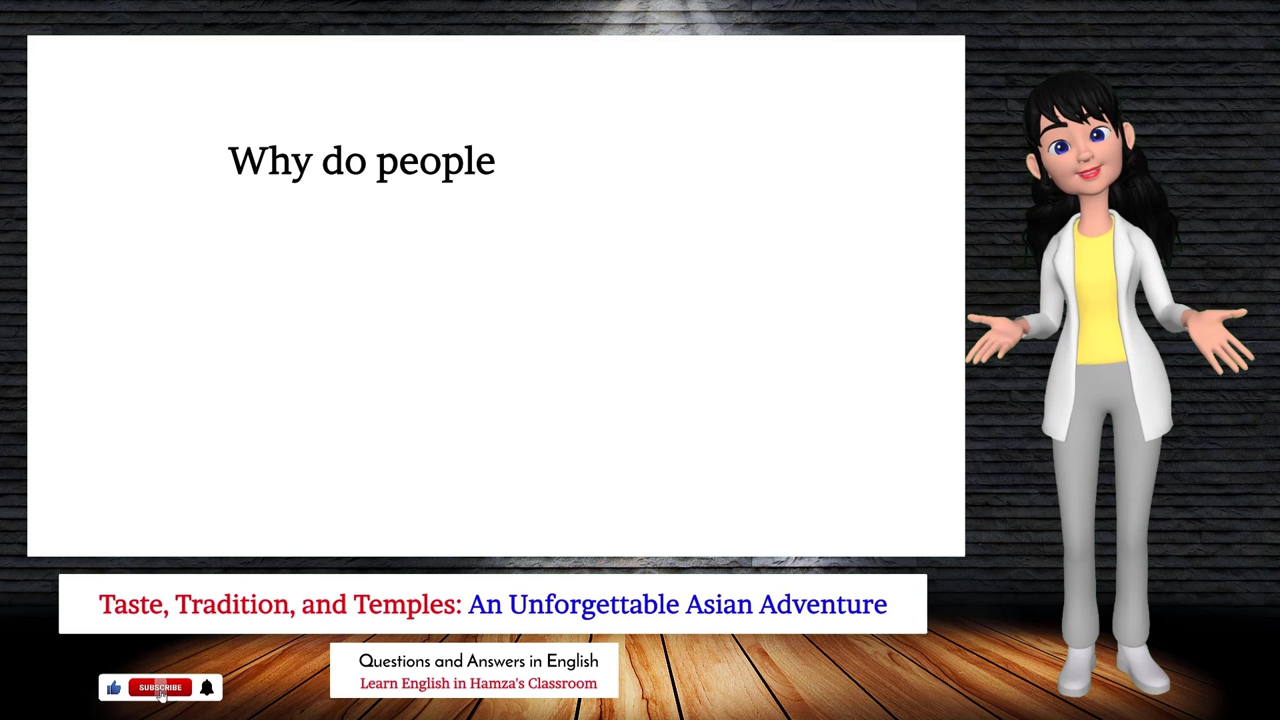 Why do people
Taste, Tradition, and Temples: An Unforgettable Asian Adventure
Questions and Answers in English
Learn English in Hamza's Classroom
SUBSCRIBE